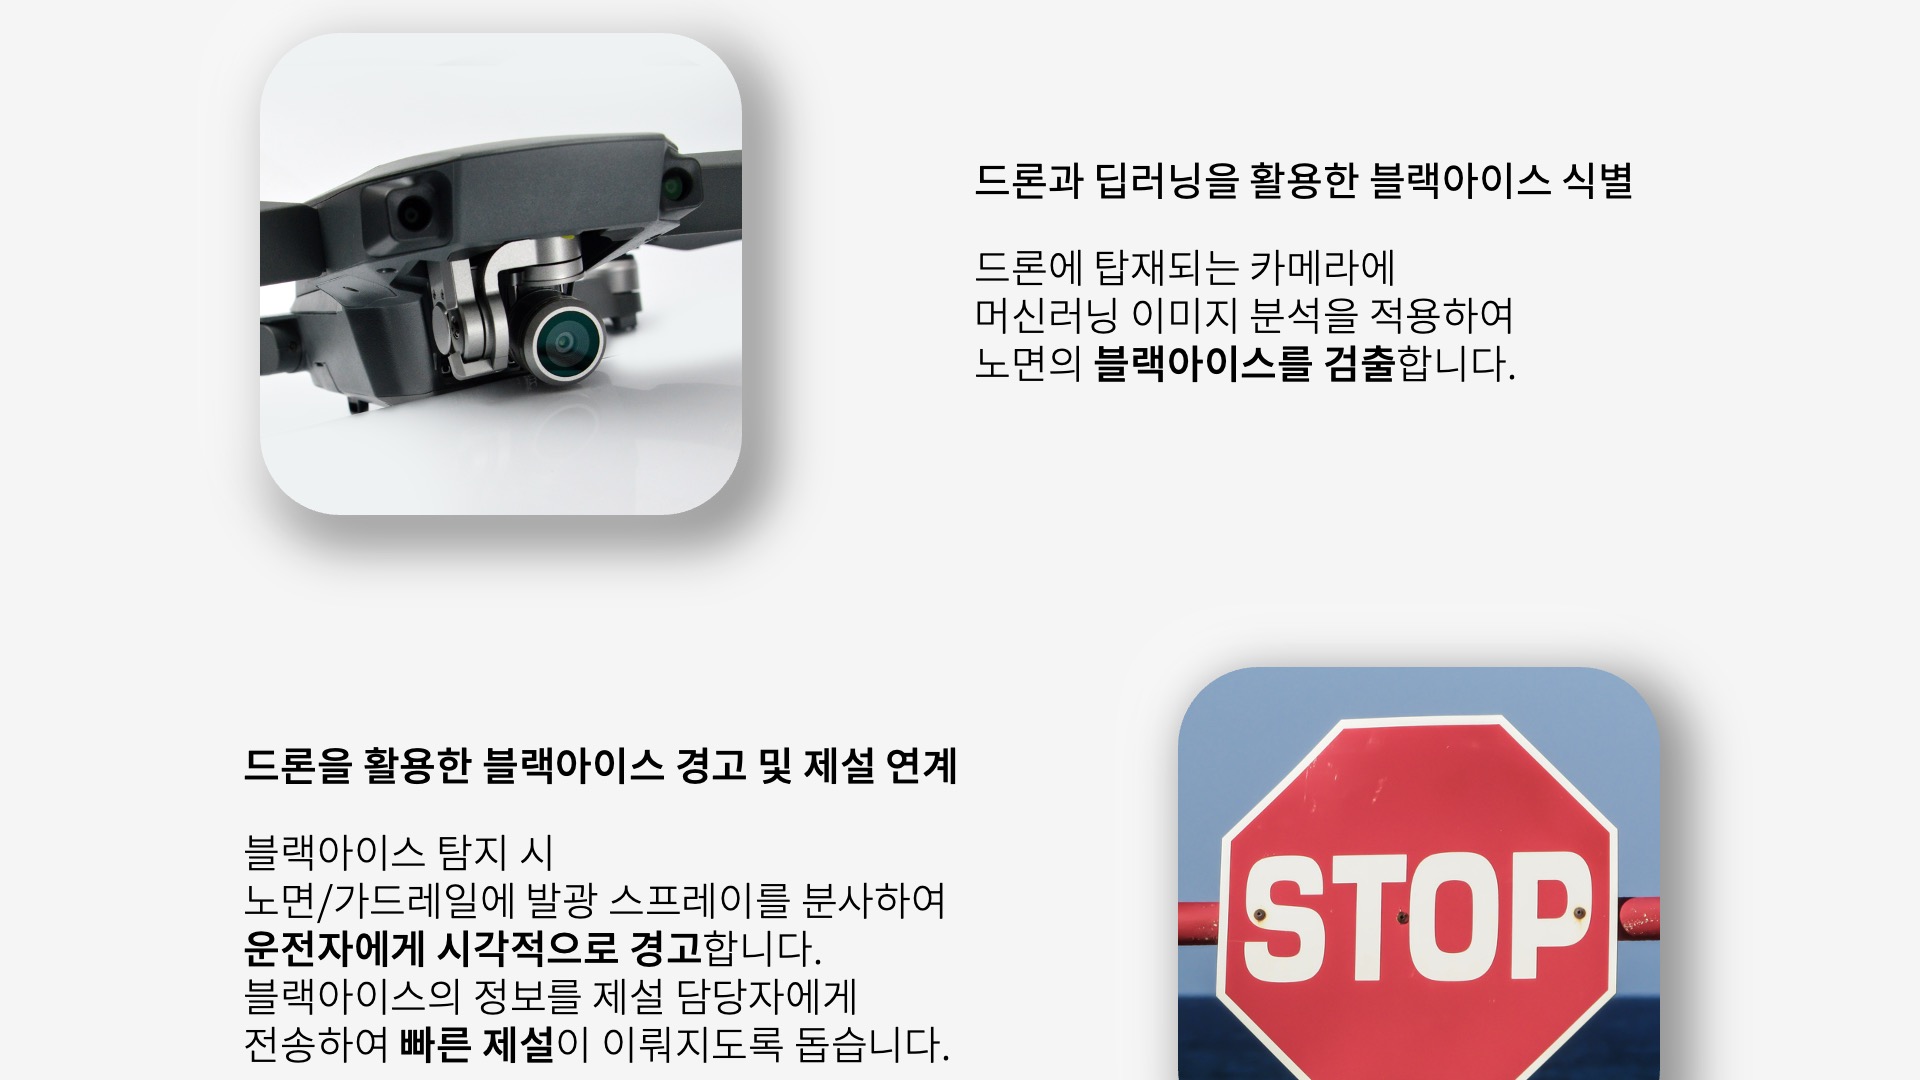 드론과 딥러닝을 활용한 블랙아이스 식별
드론에 탑재되는 카메라에
머신러닝 이미지 분석을 적용하여
노면의 블랙아이스를 검출합니다.
드론을 활용한 블랙아이스 경고 및 제설 연계
블랙아이스 탐지 시
노면/가드레일에 발광 스프레이를 분사하여
운전자에게 시각적으로 경고합니다.
블랙아이스의 정보를 제설 담당자에게
전송하여 빠른 제설이 이뤄지도록 돕습니다.
STOP